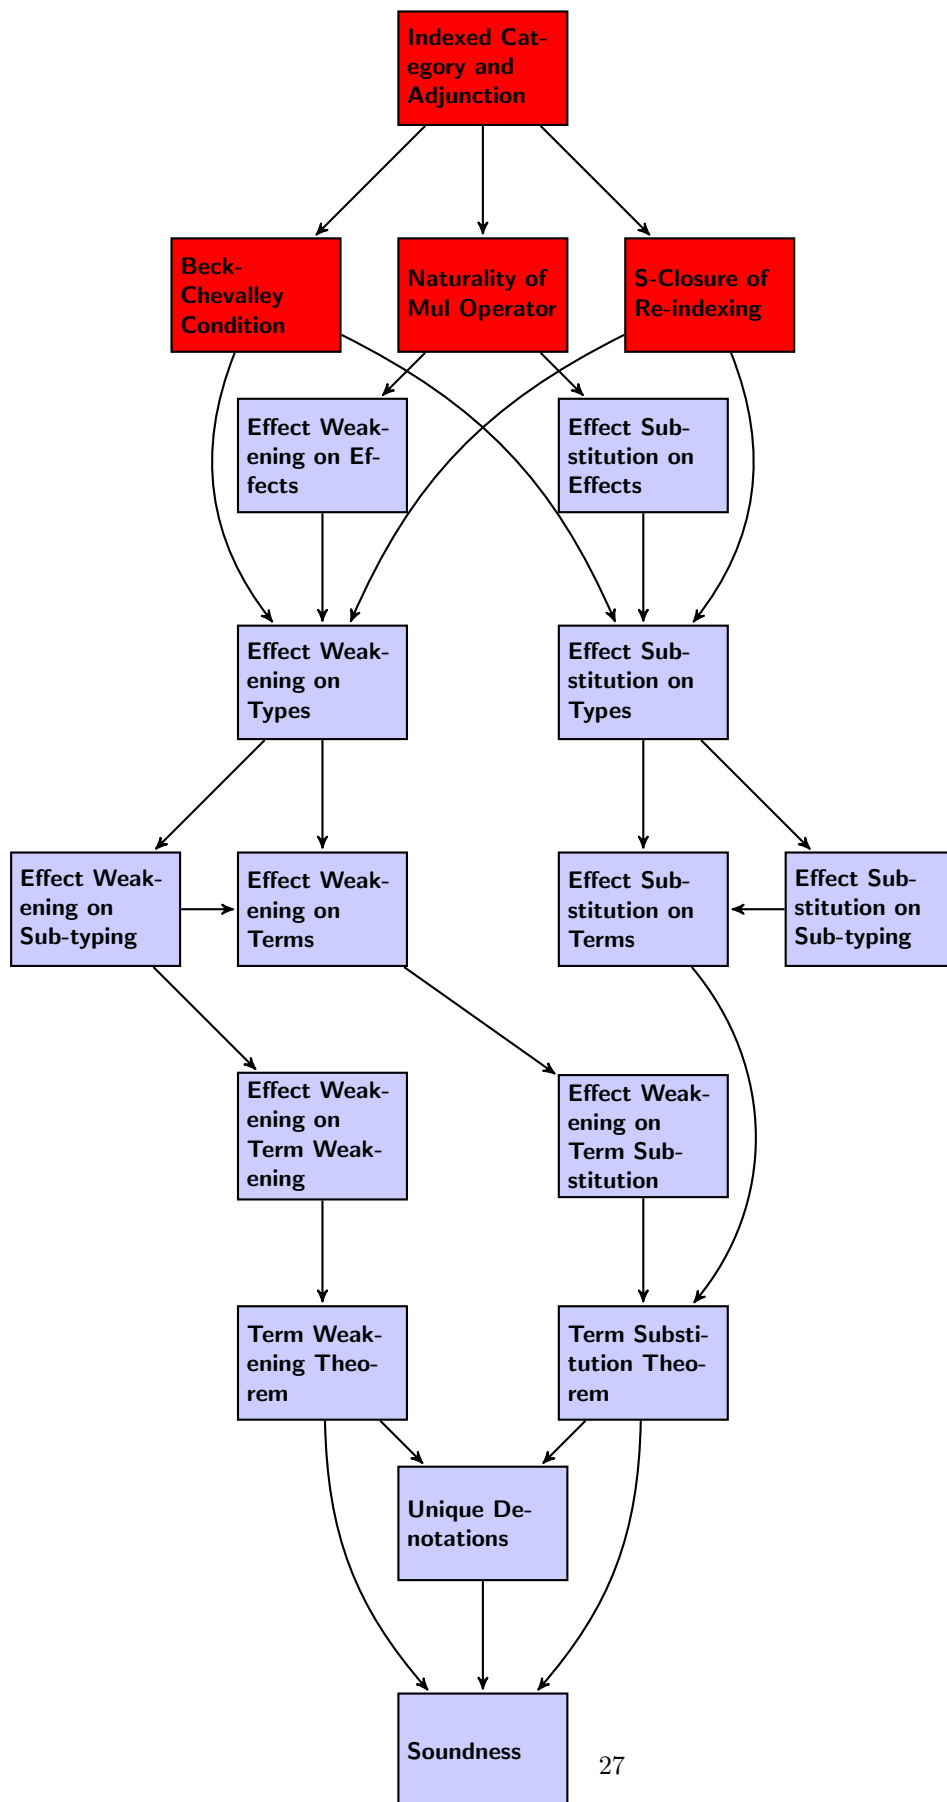 Indexed Cat-
egory and
Adjunction
Beck-
Chevalley
Condition
Naturality of
Mul Operator
S-Closure of
Re-indexing
Effect Weak-
ening on Ef-
fects
Effect Sub-
stitution on
Effects
Effect Weak-
ening on
Types
Effect Sub-
stitution on
Types
Effect Weak-
ening on
Sub-typing
Effect Weak-
ening on
Terms
Effect Sub-
stitution on
Terms
Effect Sub-
stitution on
Sub-typing
Effect Weak-
ening on
Term Weak-
ening
Effect Weak-
ening on
Term Sub-
stitution
Term Weak-
ening Theo-
rem
Term Substi-
tution Theo-
rem
Unique De-
notations
Soundness
27